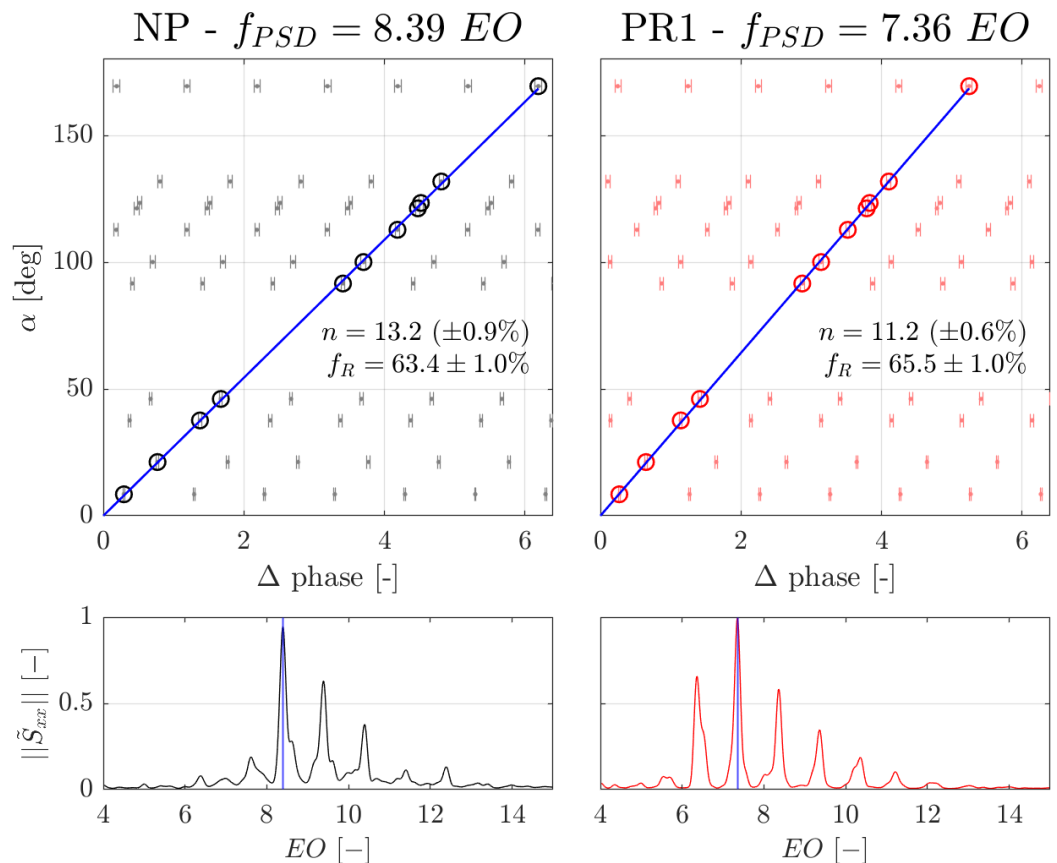 NP - f_PSD = 8.39 EO
PR1 - f_PSD = 7.36 EO
150
100
50
0
α [deg]
n = 13.2 (±0.9%)
f_R = 63.4 ± 1.0%
n = 11.2 (±0.6%)
f_R = 65.5 ± 1.0%
0 2 4 6
0 2 4 6
Δ phase [-]
Δ phase [-]
1
0.5
0
||S̃_xx|| [−]
4 6 8 10 12 14
4 6 8 10 12 14
EO [−]
EO [−]